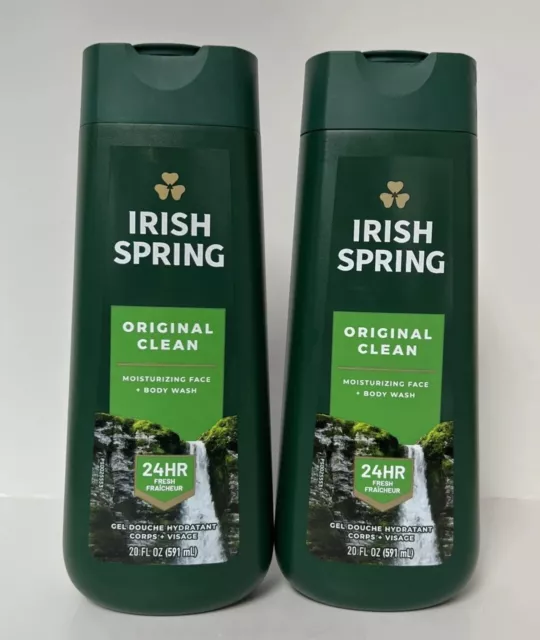 IRISH
SPRING
ORIGINAL
CLEAN
MOISTURIZING FACE
+ BODY WASH
24HR
FRESH
FRAÎCHEUR
GEL DOUCHE HYDRATANT
CORPS + VISAGE
20 FL OZ (591 mL)
IRISH
SPRING
ORIGINAL
CLEAN
MOISTURIZING FACE
+ BODY WASH
24HR
FRESH
FRAÎCHEUR
GEL DOUCHE HYDRATANT
CORPS + VISAGE
20 FL OZ (591 mL)